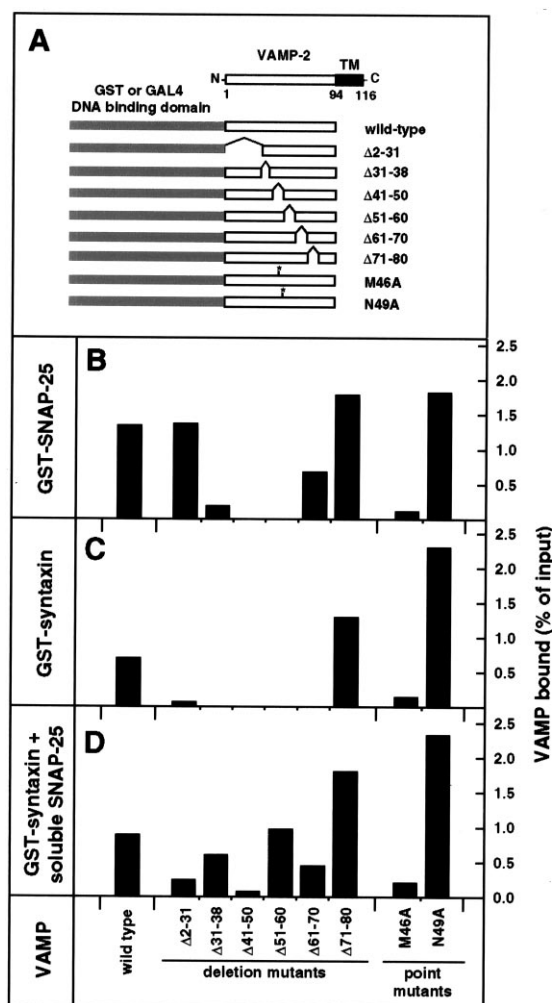 A
VAMP-2
TM
N
C
1
94
116
GST or GAL4
DNA binding domain
wild-type
Δ2-31
Δ31-38
Δ41-50
Δ51-60
Δ61-70
Δ71-80
M46A
N49A
B
GST-SNAP-25
2.5
2.0
1.5
1.0
0.5
C
GST-syntaxin
2.5
2.0
1.5
1.0
0.5
D
GST-syntaxin +
soluble SNAP-25
2.5
2.0
1.5
1.0
0.5
0.0
VAMP bound (% of input)
VAMP
wild type
Δ2-31
Δ31-38
Δ41-50
Δ51-60
Δ61-70
Δ71-80
deletion mutants
M46A
N49A
point
mutants